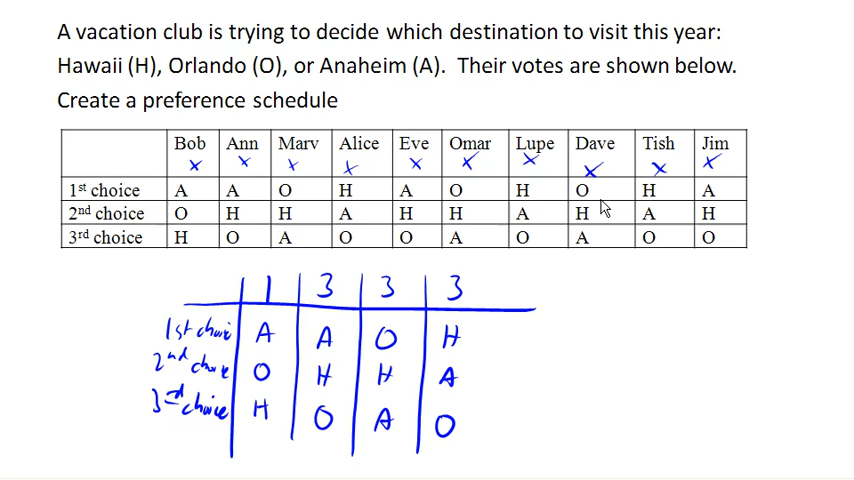 A vacation club is trying to decide which destination to visit this year:
Hawaii (H), Orlando (O), or Anaheim (A).  Their votes are shown below.
Create a preference schedule
Bob Ann Marv Alice Eve Omar Lupe Dave Tish Jim
x x x x x x x x x x
1st choice A A O H A O H O H A
2nd choice O H H A H H A H A H
3rd choice H O A O O A O A O O
1 3 3 3
1st choice A A O H
2nd choice O H H A
3rd choice H O A O